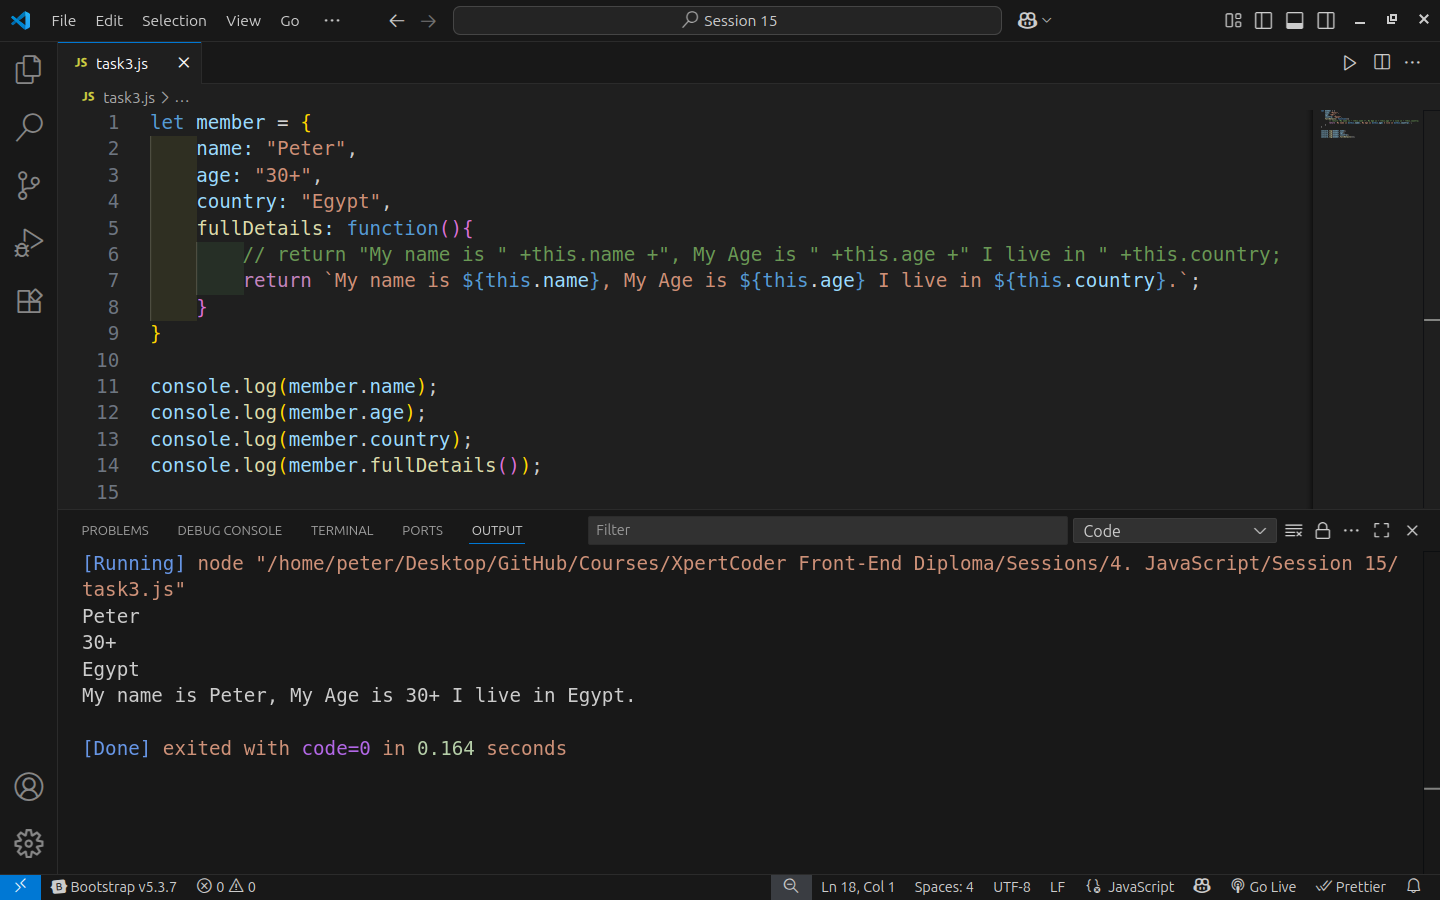 File Edit Selection View Go ··· Session 15
JS task3.js
JS task3.js > ...
1 let member = {
2     name: "Peter",
3     age: "30+",
4     country: "Egypt",
5     fullDetails: function(){
6         // return "My name is " +this.name +", My Age is " +this.age +" I live in " +this.country;
7         return `My name is ${this.name}, My Age is ${this.age} I live in ${this.country}.`;
8     }
9 }
10
11 console.log(member.name);
12 console.log(member.age);
13 console.log(member.country);
14 console.log(member.fullDetails());
15
PROBLEMS DEBUG CONSOLE TERMINAL PORTS OUTPUT Filter Code
[Running] node "/home/peter/Desktop/GitHub/Courses/XpertCoder Front-End Diploma/Sessions/4. JavaScript/Session 15/
task3.js"
Peter
30+
Egypt
My name is Peter, My Age is 30+ I live in Egypt.
[Done] exited with code=0 in 0.164 seconds
B Bootstrap v5.3.7 0 0 Ln 18, Col 1 Spaces: 4 UTF-8 LF JavaScript Go Live Prettier